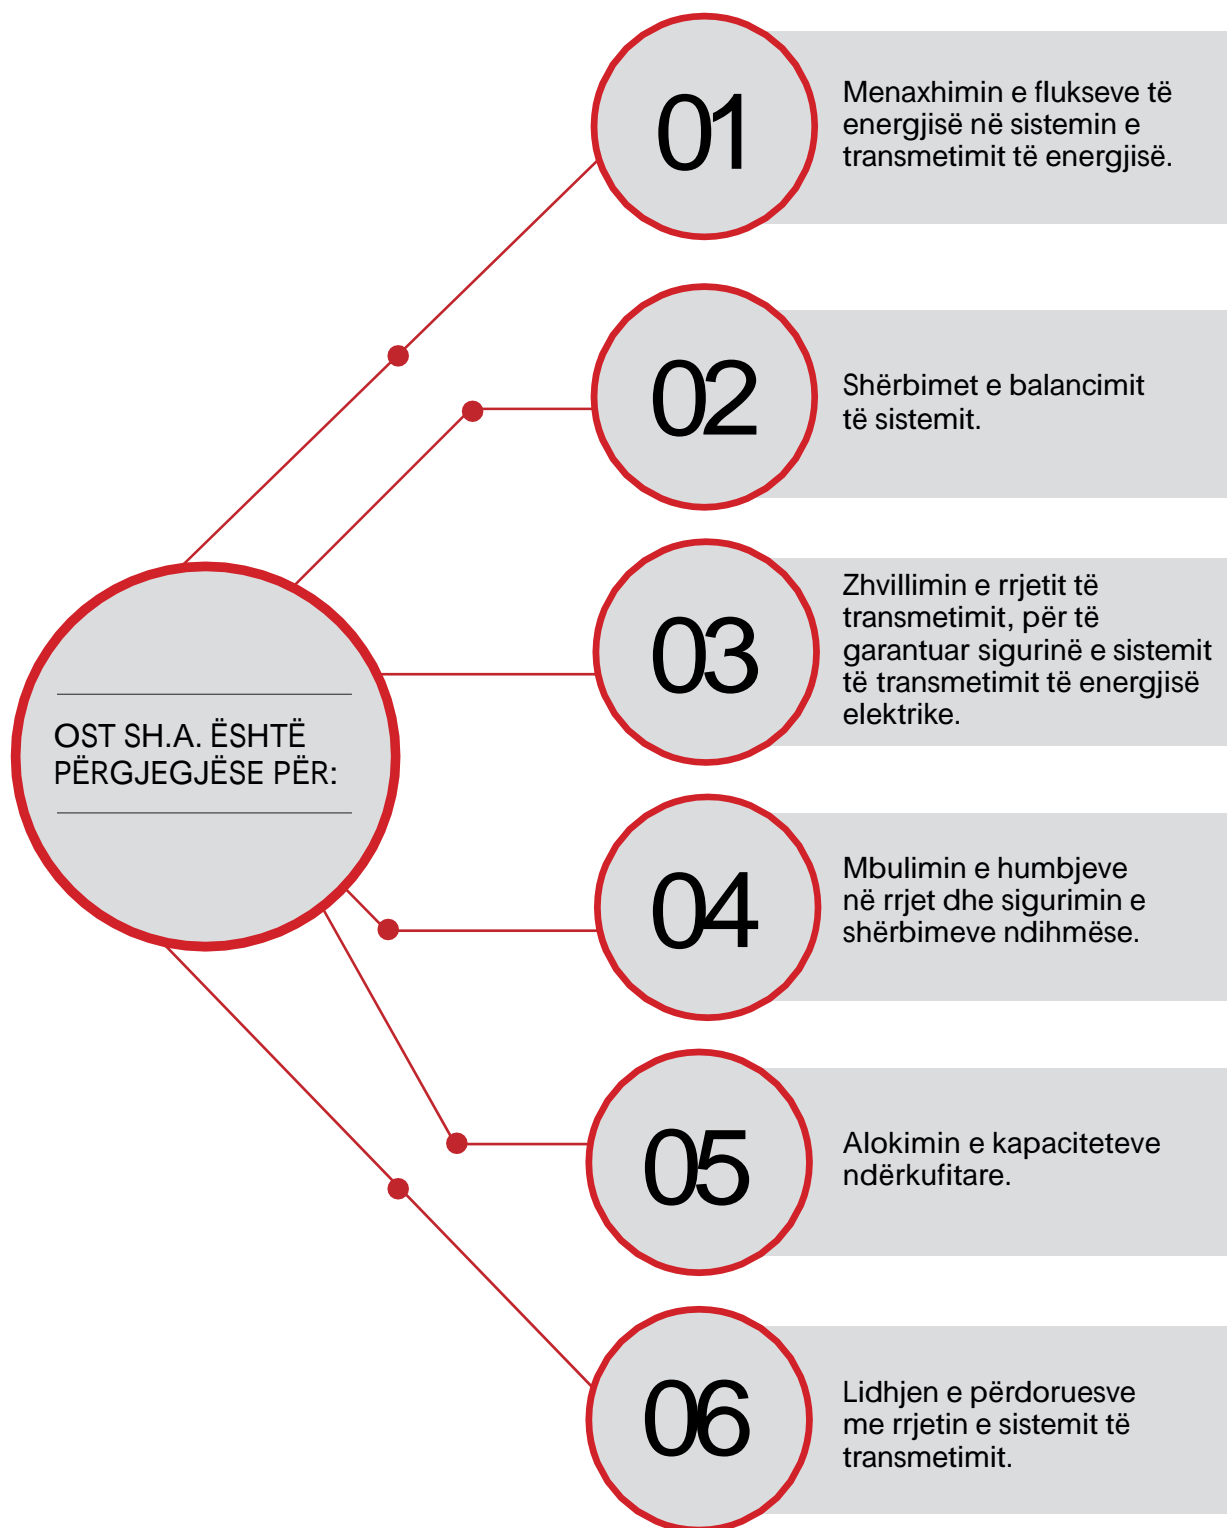 OST SH.A. ËSHTË
PËRGJEGJËSE PËR:
01
Menaxhimin e flukseve të
energjisë në sistemin e
transmetimit të energjisë.
02
Shërbimet e balancimit
të sistemit.
03
Zhvillimin e rrjetit të
transmetimit, për të
garantuar sigurinë e sistemit
të transmetimit të energjisë
elektrike.
04
Mbulimin e humbjeve
në rrjet dhe sigurimin e
shërbimeve ndihmëse.
05
Alokimin e kapaciteteve
ndërkufitare.
06
Lidhjen e përdoruesve
me rrjetin e sistemit të
transmetimit.